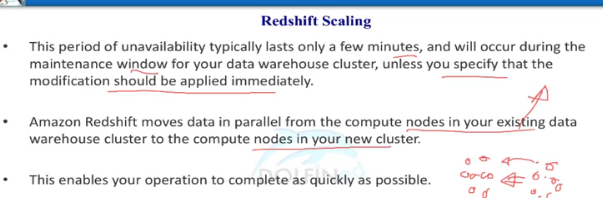 Redshift Scaling
• This period of unavailability typically lasts only a few minutes, and will occur during the
maintenance window for your data warehouse cluster, unless you specify that the
modification should be applied immediately.
• Amazon Redshift moves data in parallel from the compute nodes in your existing data
warehouse cluster to the compute nodes in your new cluster.
DOLFIN
• This enables your operation to complete as quickly as possible.